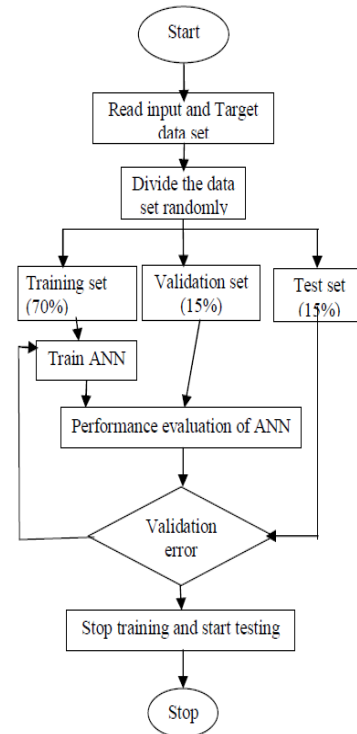 Start
Read input and Target
data set
Divide the data
set randomly
Training set
(70%)
Validation set
(15%)
Test set
(15%)
Train ANN
Performance evaluation of ANN
Validation
error
Stop training and start testing
Stop